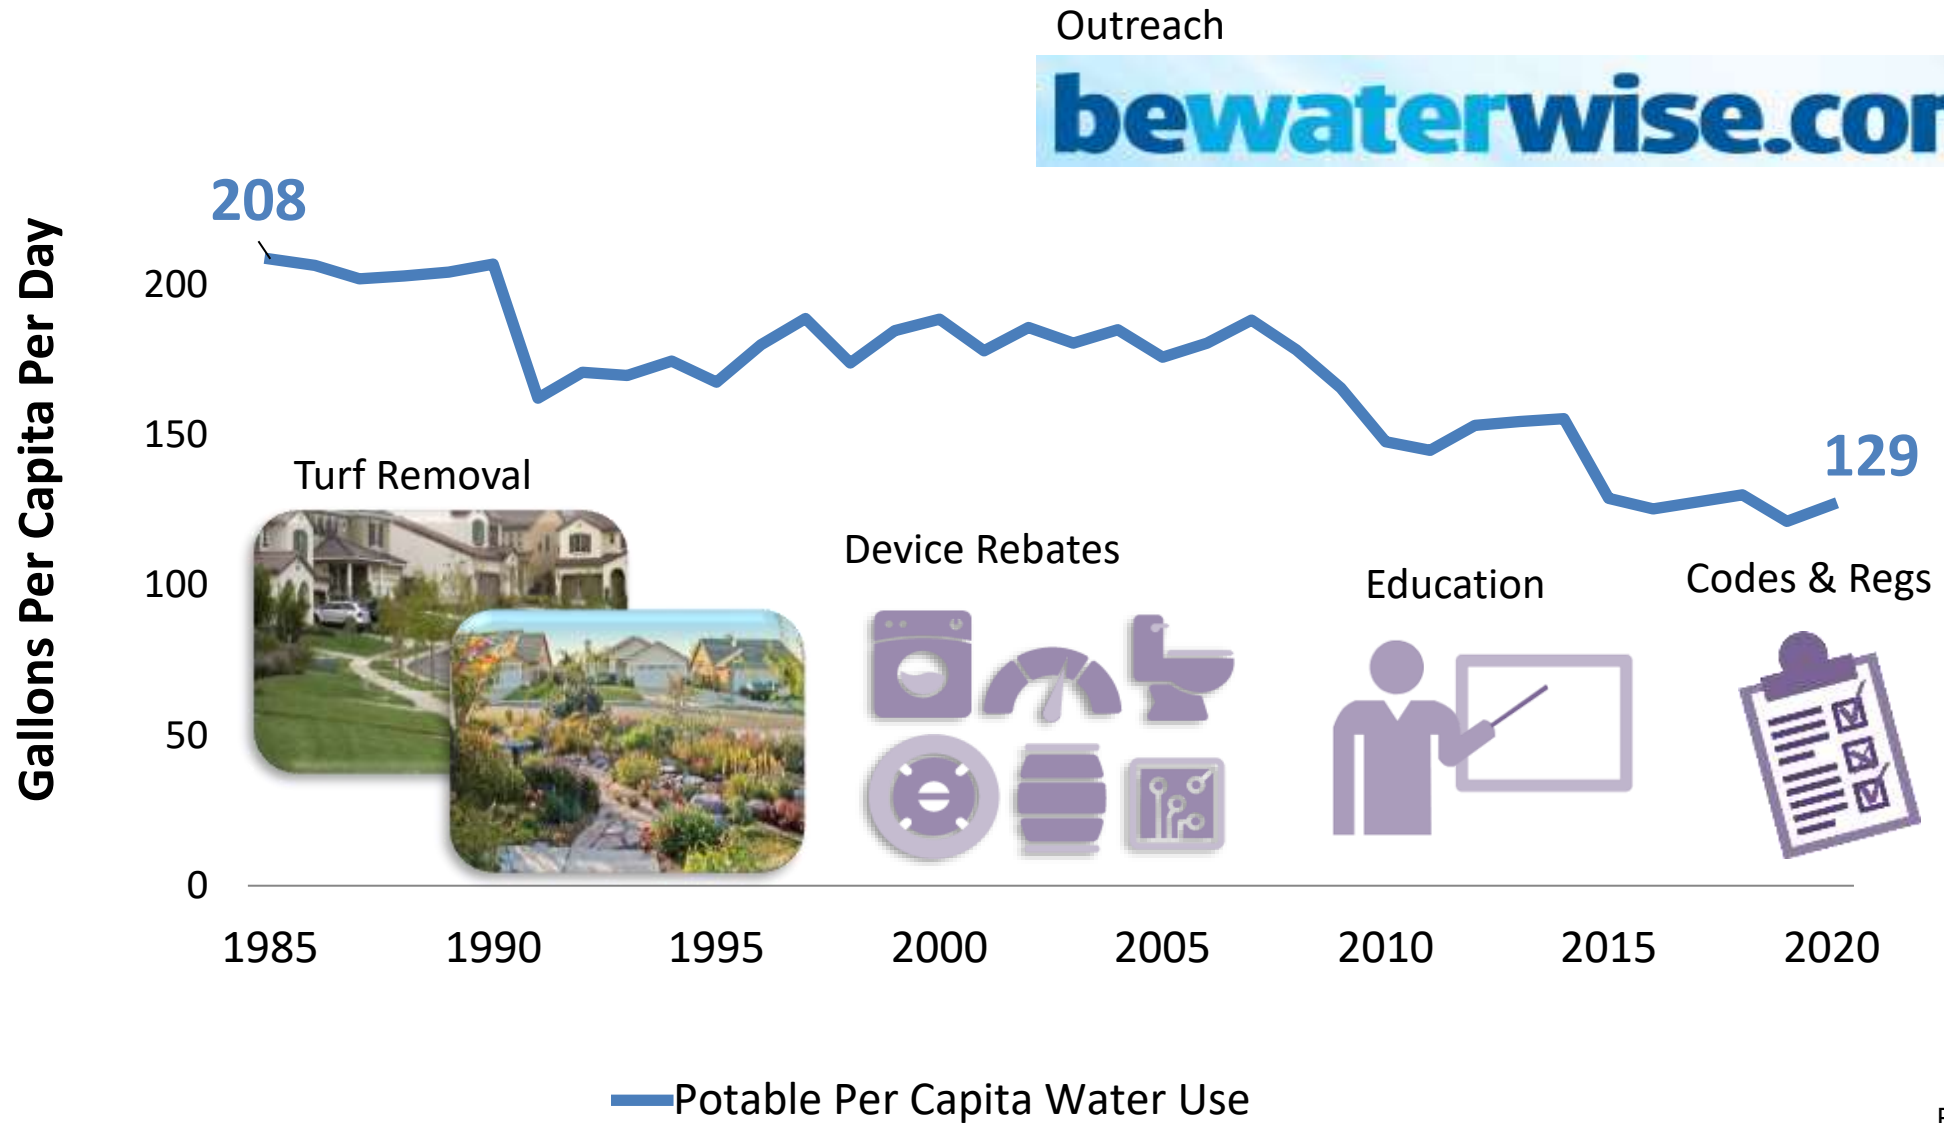 Outreach
bewaterwise.com
208
Gallons Per Capita Per Day
200
150
100
50
0
129
Turf Removal
Device Rebates
Education
Codes & Regs
1985 1990 1995 2000 2005 2010 2015 2020
Potable Per Capita Water Use